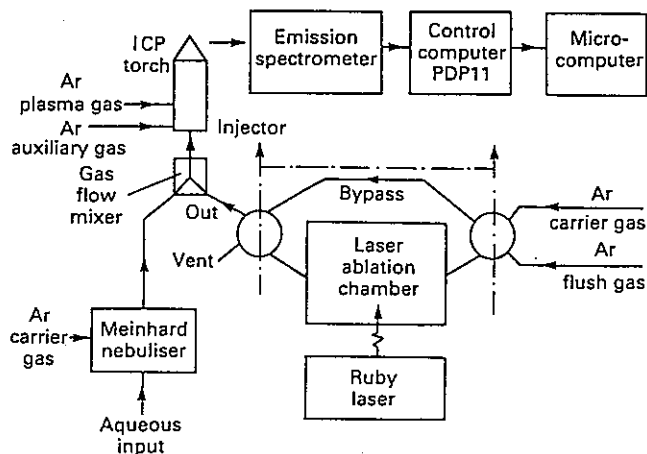 ICP
torch
Emission
spectrometer
Control
computer
PDP11
Micro-
computer
Ar
plasma gas
Ar
auxiliary gas
Injector
Gas
flow
mixer
Out
Bypass
Ar
carrier gas
Vent
Laser
ablation
chamber
Ar
flush gas
Ar
carrier
gas
Meinhard
nebuliser
Ruby
laser
Aqueous
input